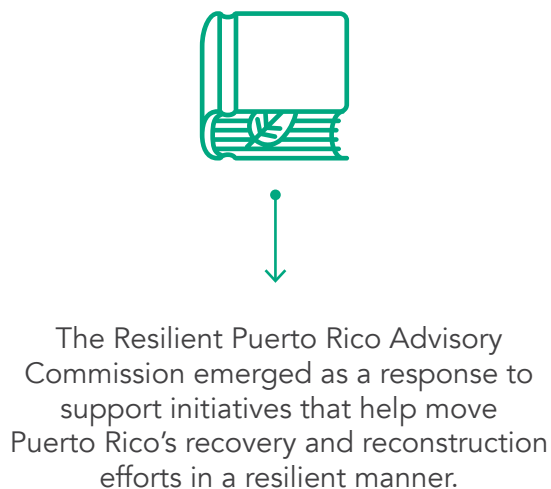 The Resilient Puerto Rico Advisory
Commission emerged as a response to
support initiatives that help move
Puerto Rico’s recovery and reconstruction
efforts in a resilient manner.